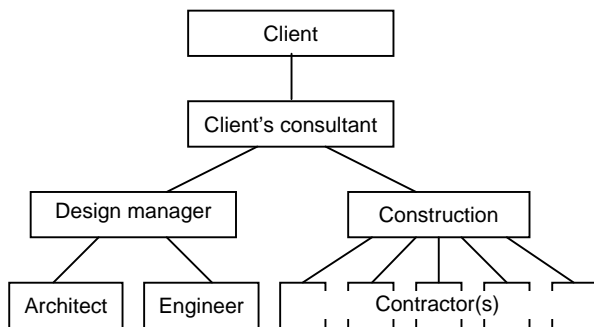 Client
Client's consultant
Design manager
Construction
Architect
Engineer
Contractor(s)